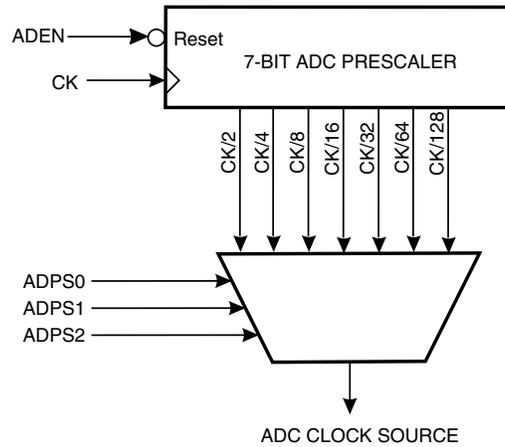 ADEN
Reset
7-BIT ADC PRESCALER
CK
CK/2
CK/4
CK/8
CK/16
CK/32
CK/64
CK/128
ADPS0
ADPS1
ADPS2
ADC CLOCK SOURCE